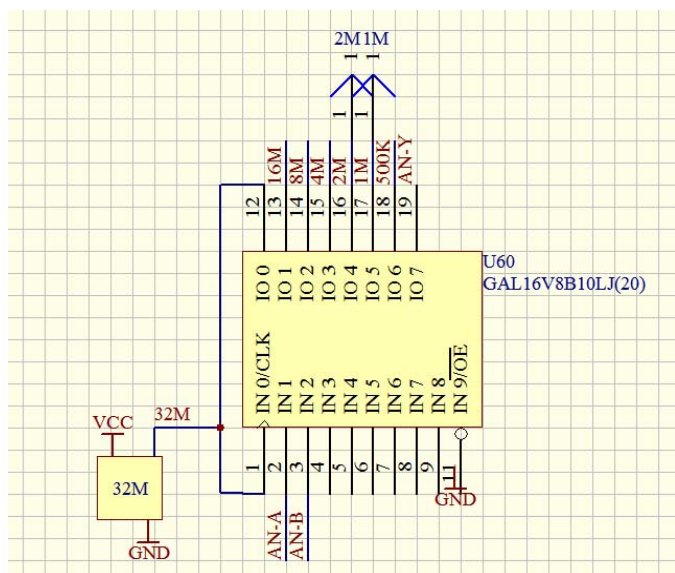 2M 1M
1 1
1 1
16M 8M 4M 2M 1M 500K AN-Y
12 13 14 15 16 17 18 19
IO 0 IO 1 IO 2 IO 3 IO 4 IO 5 IO 6 IO 7
U60
GAL16V8B10LJ(20)
IN 0/CLK IN 1 IN 2 IN 3 IN 4 IN 5 IN 6 IN 7 IN 8 IN 9/OE
VCC
32M
32M
GND
1 2 3 4 5 6 7 8 9 11
GND
AN-A AN-B